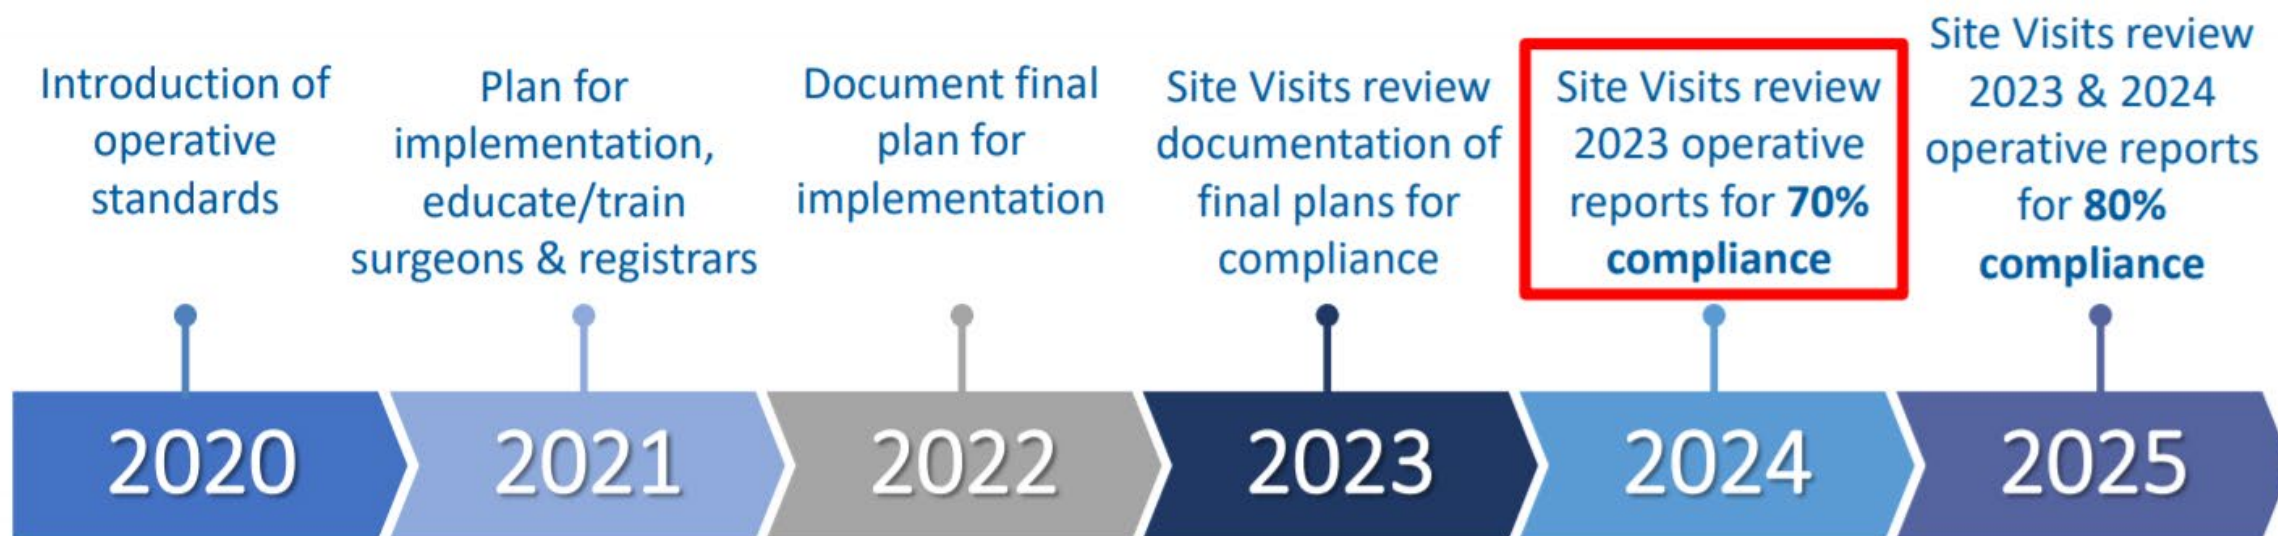 Introduction of
operative
standards
Plan for
implementation,
educate/train
surgeons & registrars
Document final
plan for
implementation
Site Visits review
documentation of
final plans for
compliance
Site Visits review
2023 operative
reports for 70%
compliance
Site Visits review
2023 & 2024
operative reports
for 80%
compliance
2020
2021
2022
2023
2024
2025